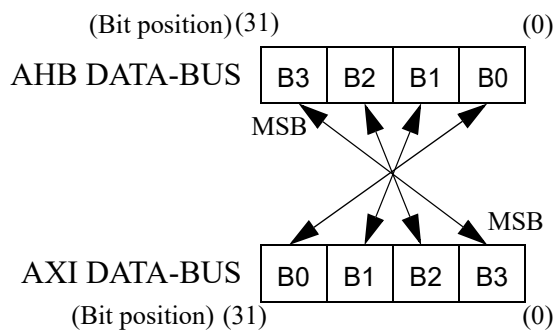 (Bit position) (31) (0)
AHB DATA-BUS B3 B2 B1 B0
MSB
MSB
AXI DATA-BUS B0 B1 B2 B3
(Bit position) (31) (0)